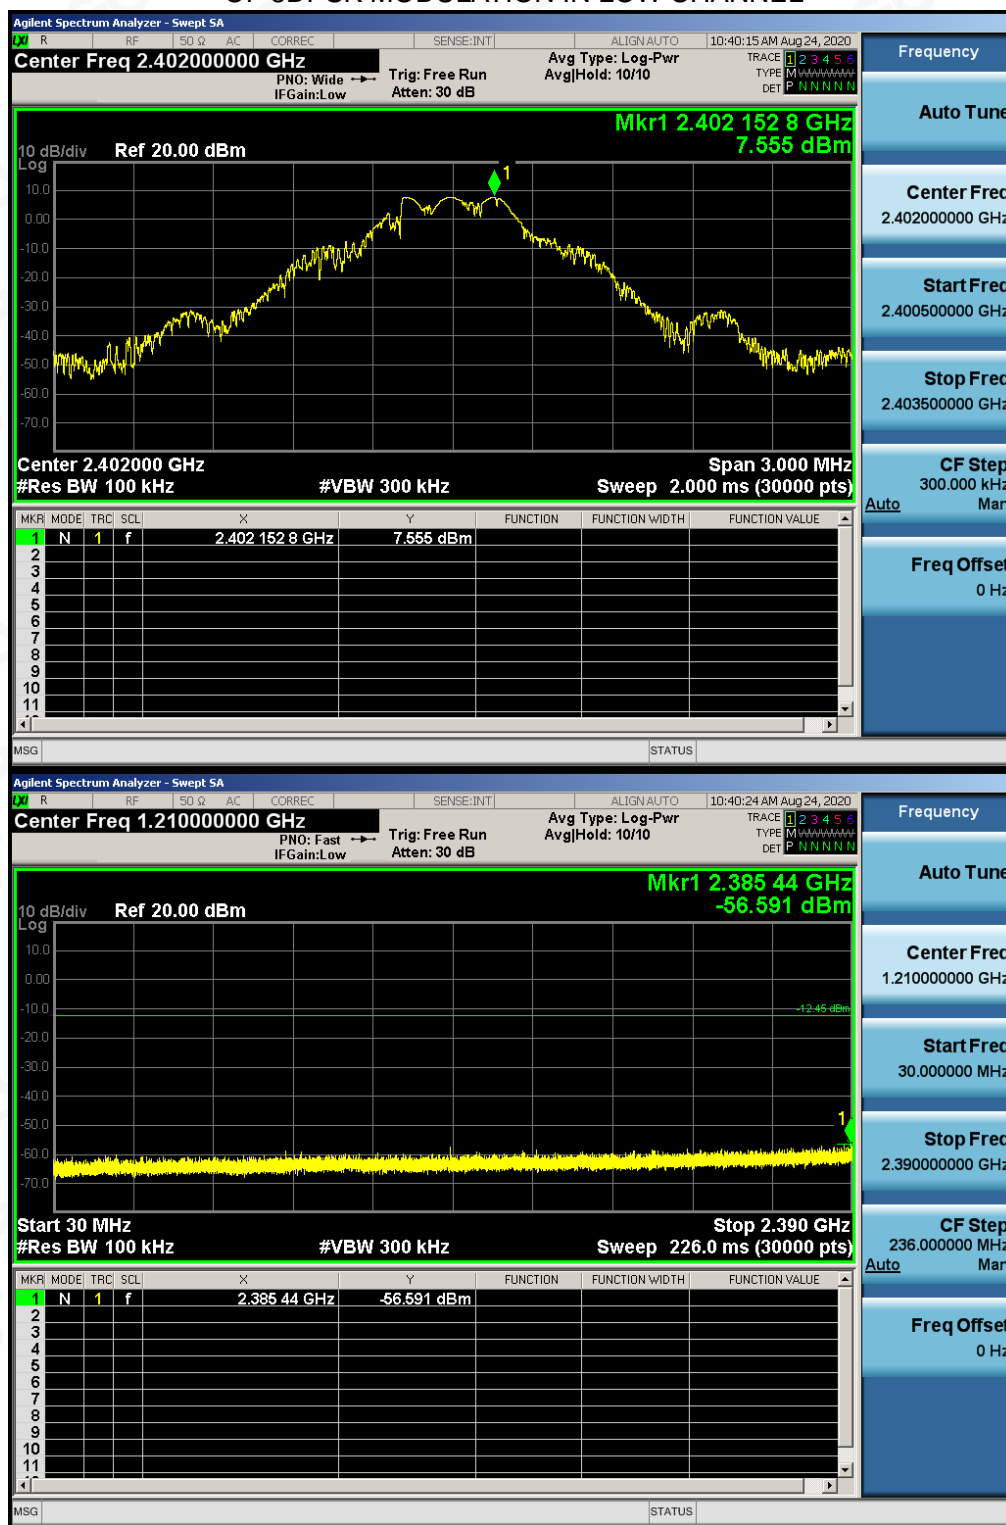 OF 8DPSK MODULATION IN LOW CHANNEL
Agilent Spectrum Analyzer - Swept SA
LXI R RF 50 Ω AC CORREC SENSE:INT ALIGN AUTO 10:40:15 AM Aug 24, 2020
Center Freq 2.402000000 GHz
PNO: Wide
IFGain:Low
Trig: Free Run
Atten: 30 dB
Avg Type: Log-Pwr
Avg|Hold: 10/10
TRACE 1 2 3 4 5 6
TYPE M
DET P N N N N N
Frequency
Mkr1 2.402 152 8 GHz
7.555 dBm
10 dB/div Ref 20.00 dBm
Log
10.0
0.00
-10.0
-20.0
-30.0
-40.0
-50.0
-60.0
-70.0
1
Center 2.402000 GHz Span 3.000 MHz
#Res BW 100 kHz #VBW 300 kHz Sweep 2.000 ms (30000 pts)
MKR MODE TRC SCL X Y FUNCTION FUNCTION WIDTH FUNCTION VALUE
1 N 1 f 2.402 152 8 GHz 7.555 dBm
2
3
4
5
6
7
8
9
10
11
MSG STATUS
Auto Tune
Center Freq
2.402000000 GHz
Start Freq
2.400500000 GHz
Stop Freq
2.403500000 GHz
CF Step
300.000 kHz
Auto Man
Freq Offset
0 Hz
Agilent Spectrum Analyzer - Swept SA
LXI R RF 50 Ω AC CORREC SENSE:INT ALIGN AUTO 10:40:24 AM Aug 24, 2020
Center Freq 1.210000000 GHz
PNO: Fast
IFGain:Low
Trig: Free Run
Atten: 30 dB
Avg Type: Log-Pwr
Avg|Hold: 10/10
TRACE 1 2 3 4 5 6
TYPE M
DET P N N N N N
Frequency
Mkr1 2.385 44 GHz
-56.591 dBm
10 dB/div Ref 20.00 dBm
Log
10.0
0.00
-10.0
-20.0
-30.0
-40.0
-50.0
-60.0
-70.0
-12.45 dBm
1
Start 30 MHz Stop 2.390 GHz
#Res BW 100 kHz #VBW 300 kHz Sweep 226.0 ms (30000 pts)
MKR MODE TRC SCL X Y FUNCTION FUNCTION WIDTH FUNCTION VALUE
1 N 1 f 2.385 44 GHz -56.591 dBm
2
3
4
5
6
7
8
9
10
11
MSG STATUS
Auto Tune
Center Freq
1.210000000 GHz
Start Freq
30.000000 MHz
Stop Freq
2.390000000 GHz
CF Step
236.000000 MHz
Auto Man
Freq Offset
0 Hz